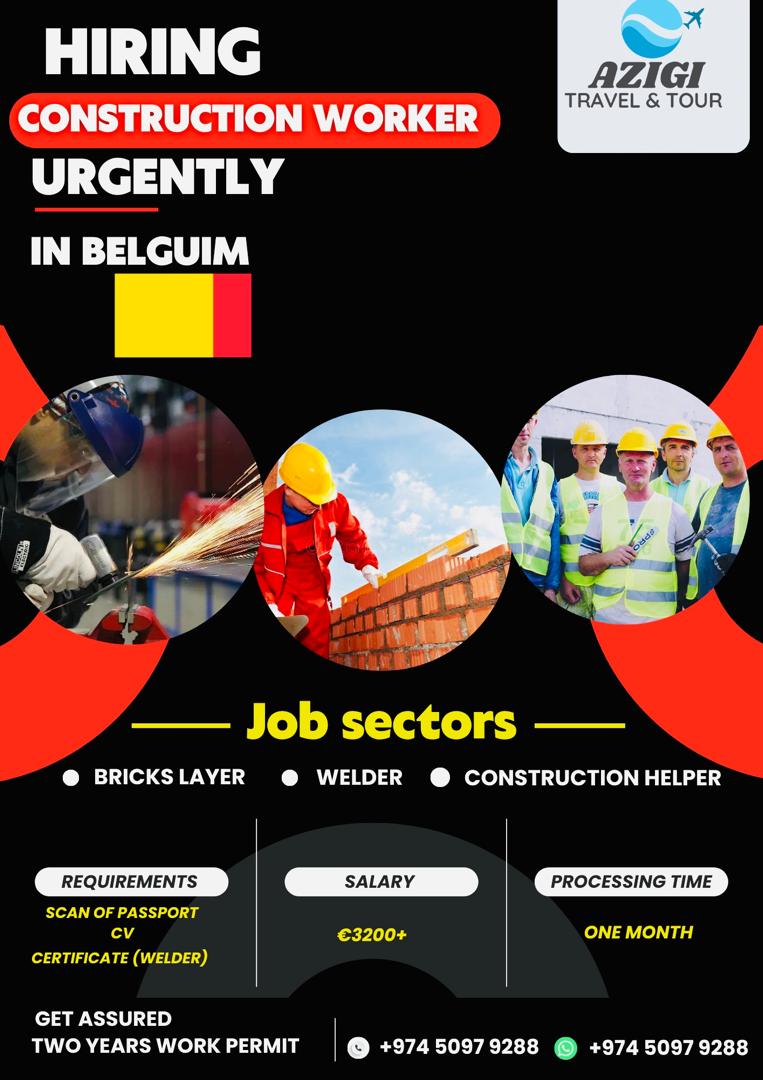 HIRING
CONSTRUCTION WORKER
URGENTLY
IN BELGUIM
AZIGI
TRAVEL & TOUR
Job sectors
BRICKS LAYER
WELDER
CONSTRUCTION HELPER
REQUIREMENTS
SCAN OF PASSPORT
CV
CERTIFICATE (WELDER)
SALARY
€3200+
PROCESSING TIME
ONE MONTH
GET ASSURED
TWO YEARS WORK PERMIT
+974 5097 9288
+974 5097 9288